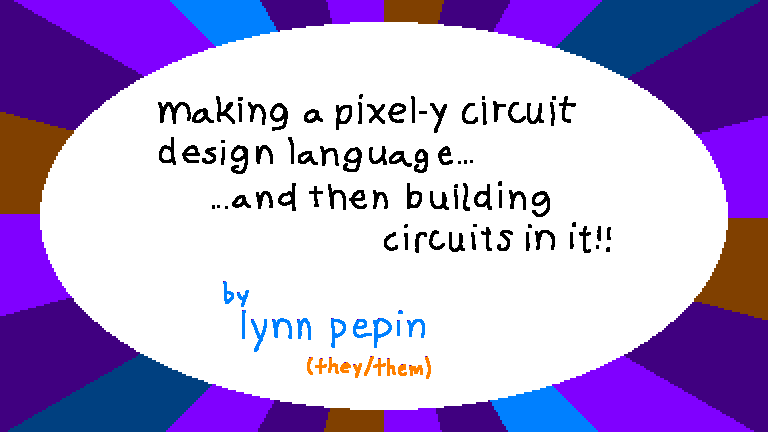 making a pixel-y circuit
design language...
...and then building
circuits in it!!
by
lynn pepin
(they/them)